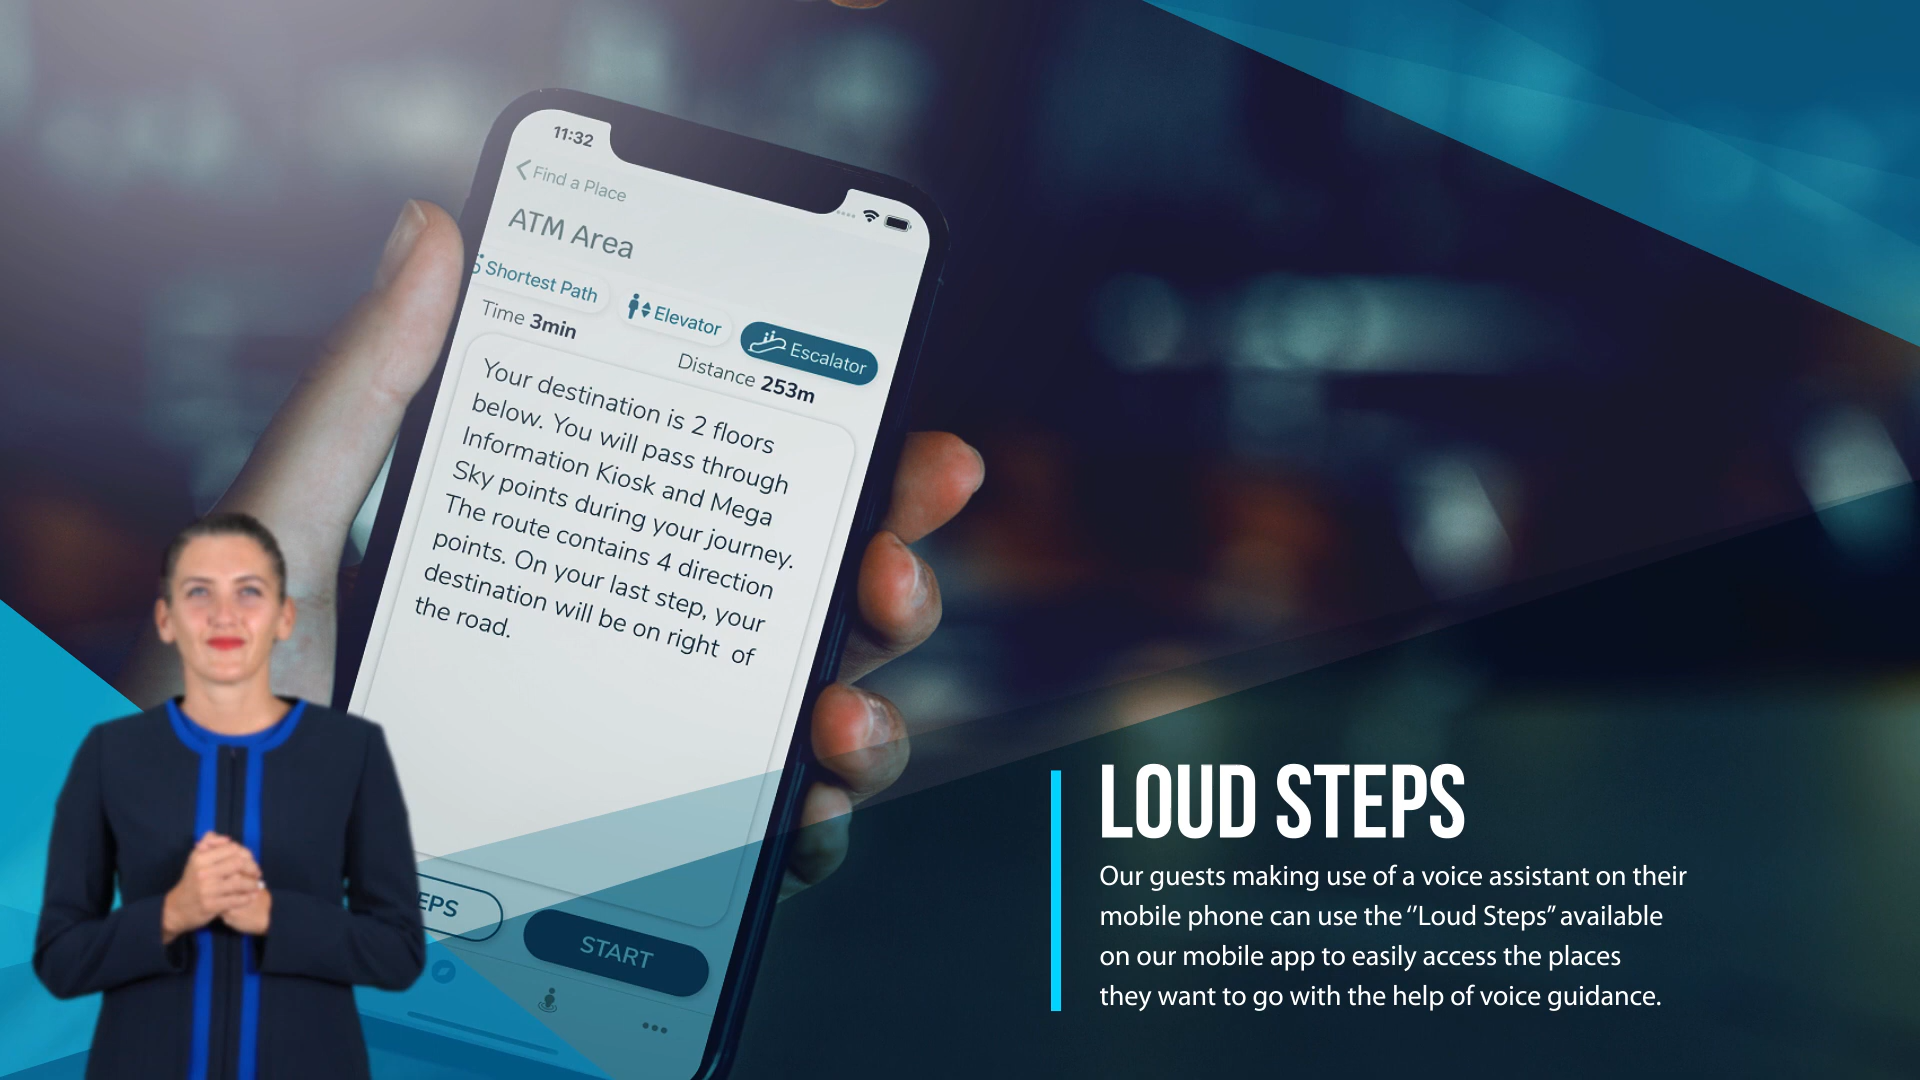 11:32
Find a Place
ATM Area
Shortest Path
Elevator
Escalator
Time 3min
Distance 253m
Your destination is 2 floors
below. You will pass through
Information Kiosk and Mega
Sky points during your journey.
The route contains 4 direction
points. On your last step, your
destination will be on right of
the road.
START
LOUD STEPS
Our guests making use of a voice assistant on their
mobile phone can use the ‘’Loud Steps” available
on our mobile app to easily access the places
they want to go with the help of voice guidance.